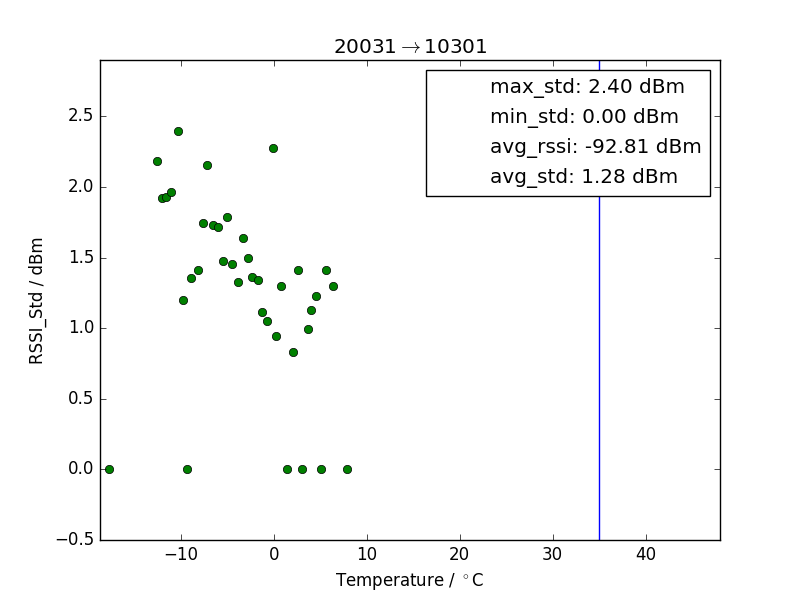 20031→10301
max_std: 2.40 dBm
min_std: 0.00 dBm
avg_rssi: -92.81 dBm
avg_std: 1.28 dBm
2.5
2.0
1.5
1.0
0.5
0.0
−0.5
RSSI_Std / dBm
−10 0 10 20 30 40
Temperature / °C